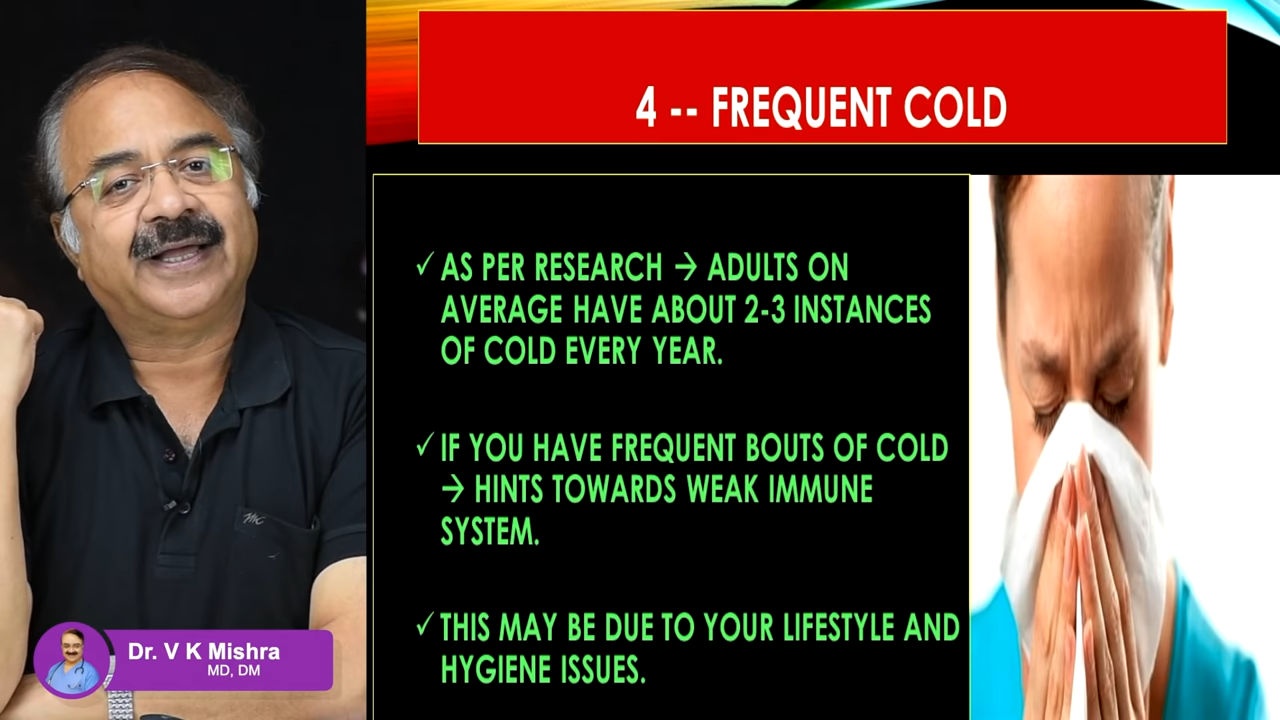 4 -- FREQUENT COLD
✓ AS PER RESEARCH → ADULTS ON
AVERAGE HAVE ABOUT 2-3 INSTANCES
OF COLD EVERY YEAR.
✓ IF YOU HAVE FREQUENT BOUTS OF COLD
→ HINTS TOWARDS WEAK IMMUNE
SYSTEM.
✓ THIS MAY BE DUE TO YOUR LIFESTYLE AND
HYGIENE ISSUES.
Dr. V K Mishra
MD, DM